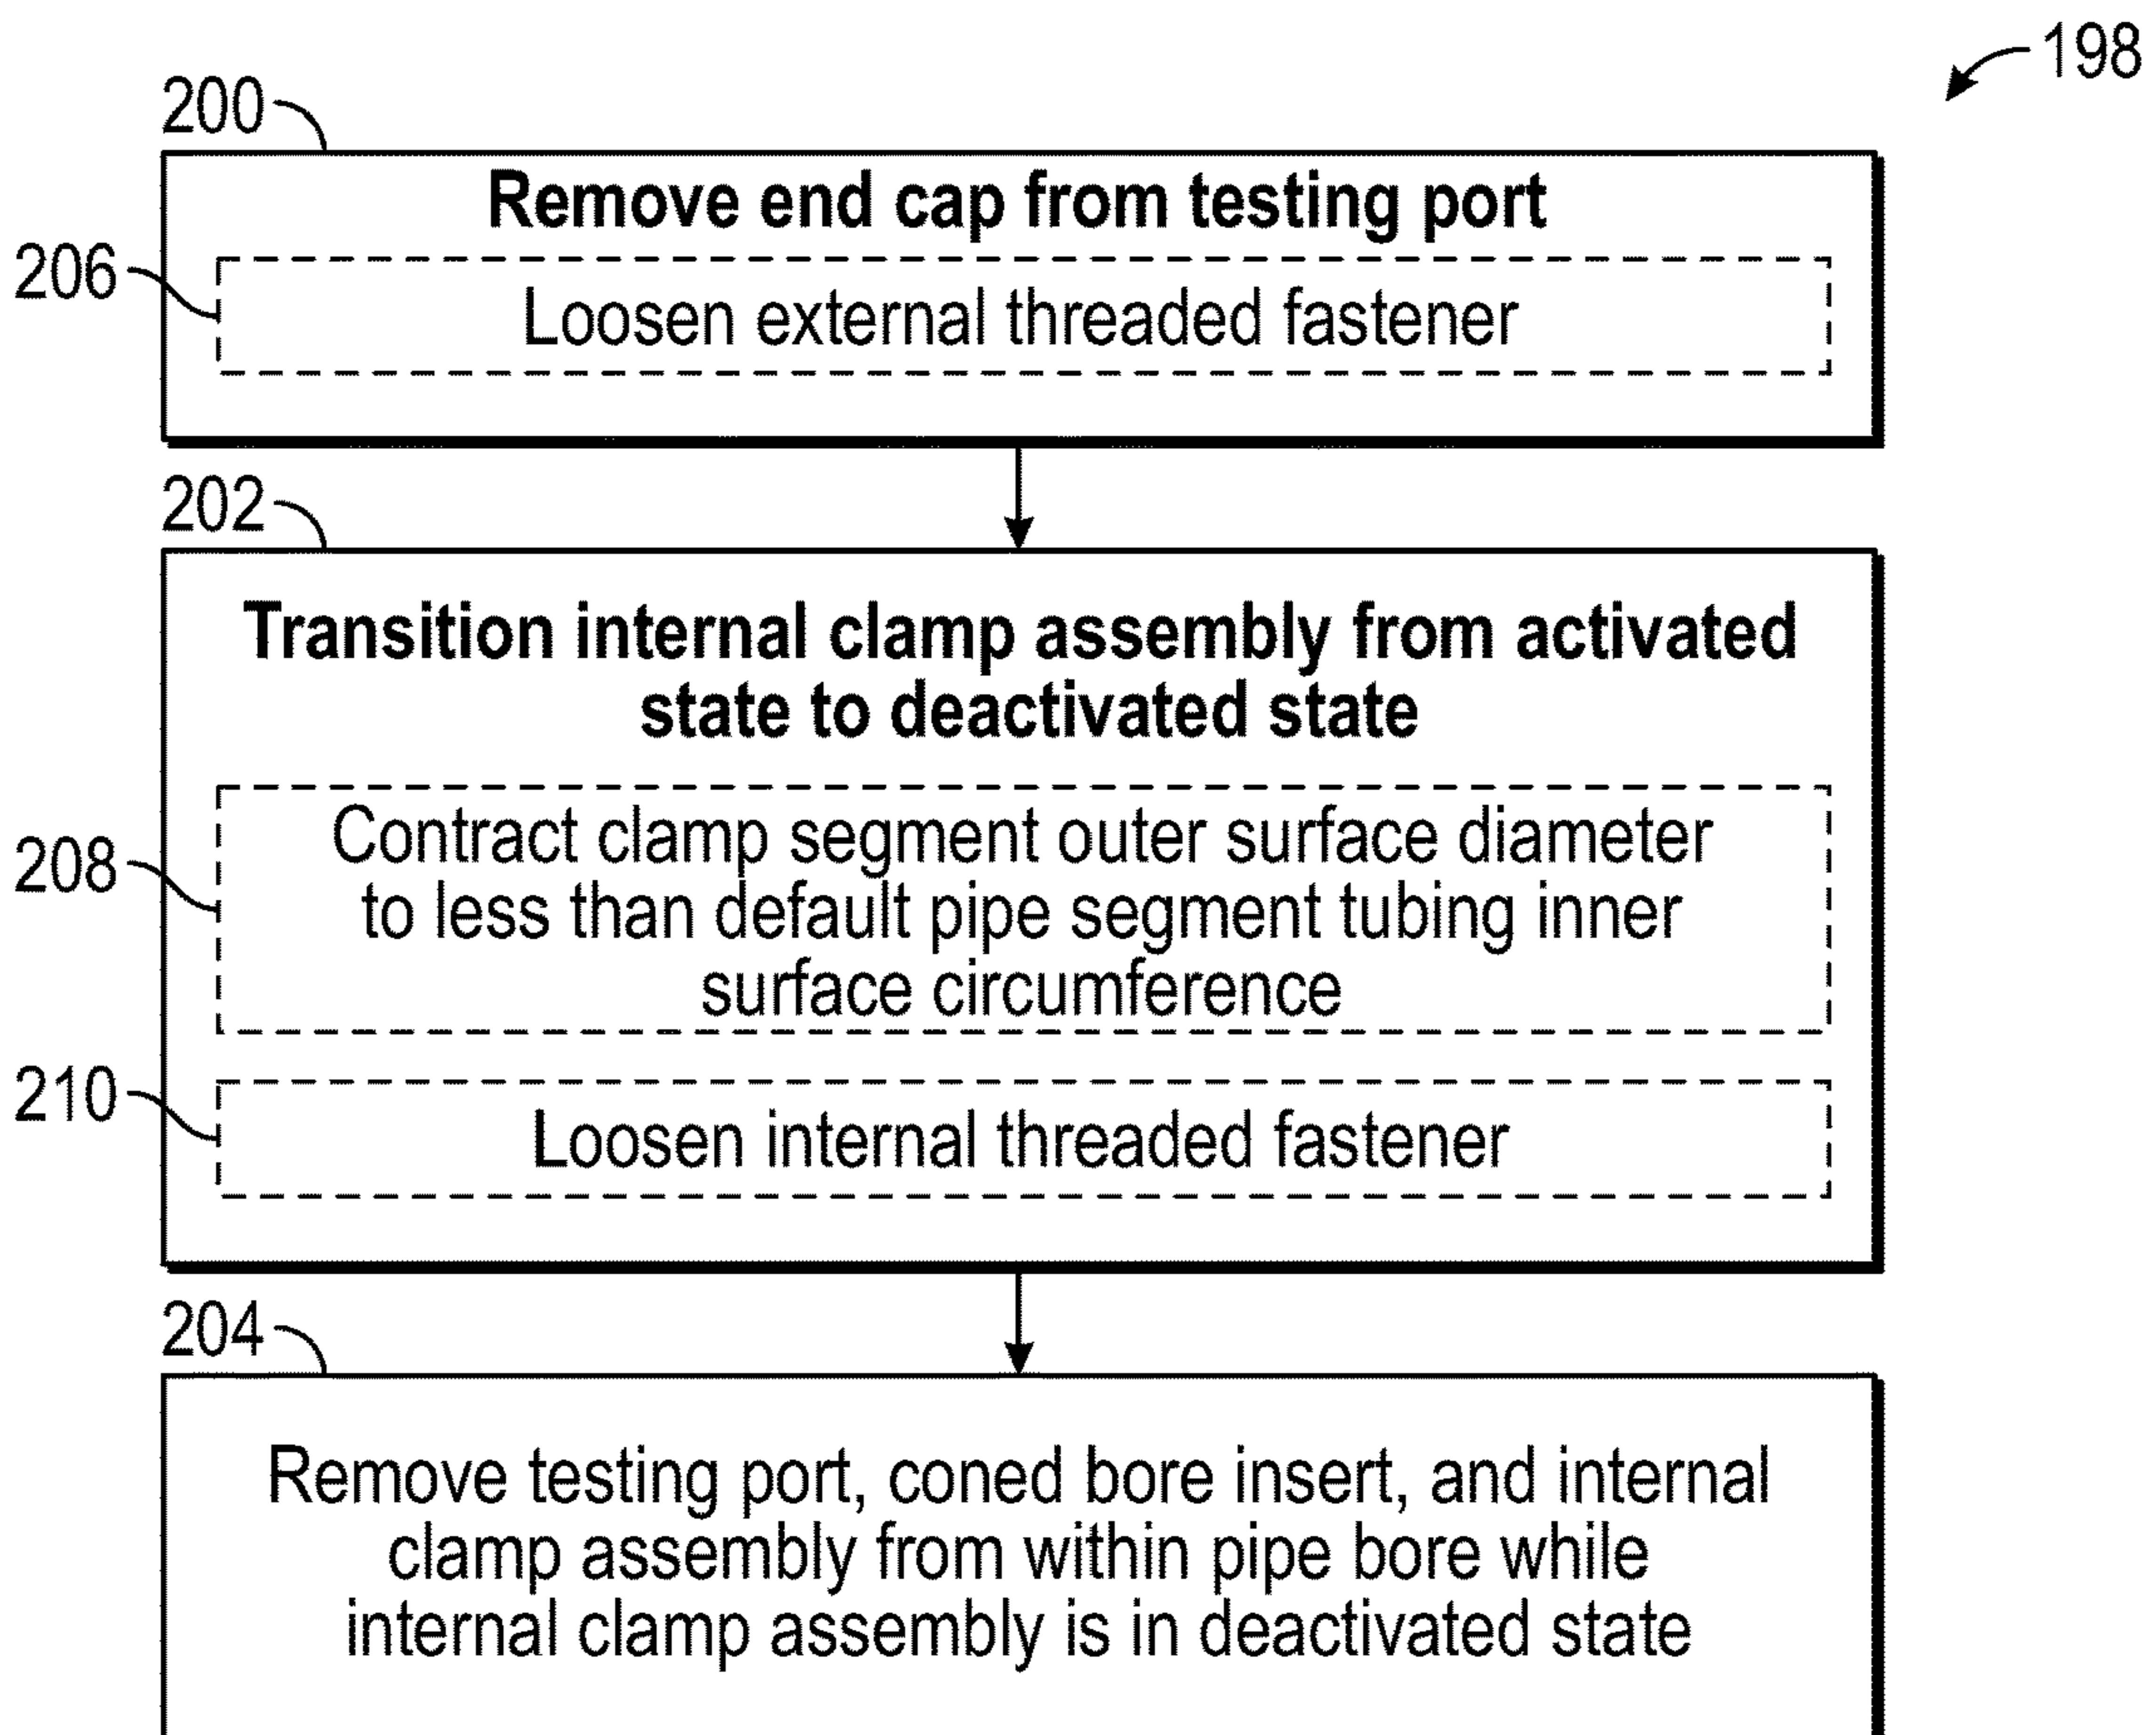 198
200
Remove end cap from testing port
206
Loosen external threaded fastener
202
Transition internal clamp assembly from activated
state to deactivated state
208
Contract clamp segment outer surface diameter
to less than default pipe segment tubing inner
surface circumference
210
Loosen internal threaded fastener
204
Remove testing port, coned bore insert, and internal
clamp assembly from within pipe bore while
internal clamp assembly is in deactivated state